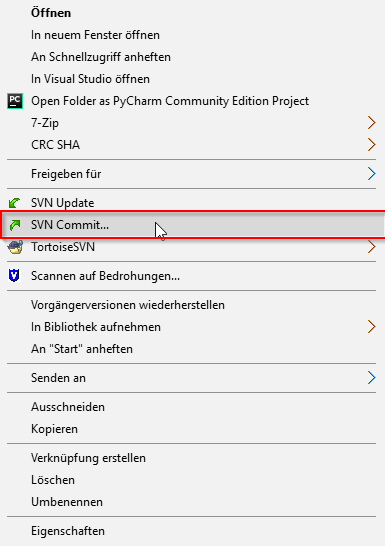 Öffnen
In neuem Fenster öffnen
An Schnellzugriff anheften
In Visual Studio öffnen
PC Open Folder as PyCharm Community Edition Project
7-Zip
CRC SHA
Freigeben für
SVN Update
SVN Commit...
TortoiseSVN
Scannen auf Bedrohungen...
Vorgängerversionen wiederherstellen
In Bibliothek aufnehmen
An "Start" anheften
Senden an
Ausschneiden
Kopieren
Verknüpfung erstellen
Löschen
Umbenennen
Eigenschaften